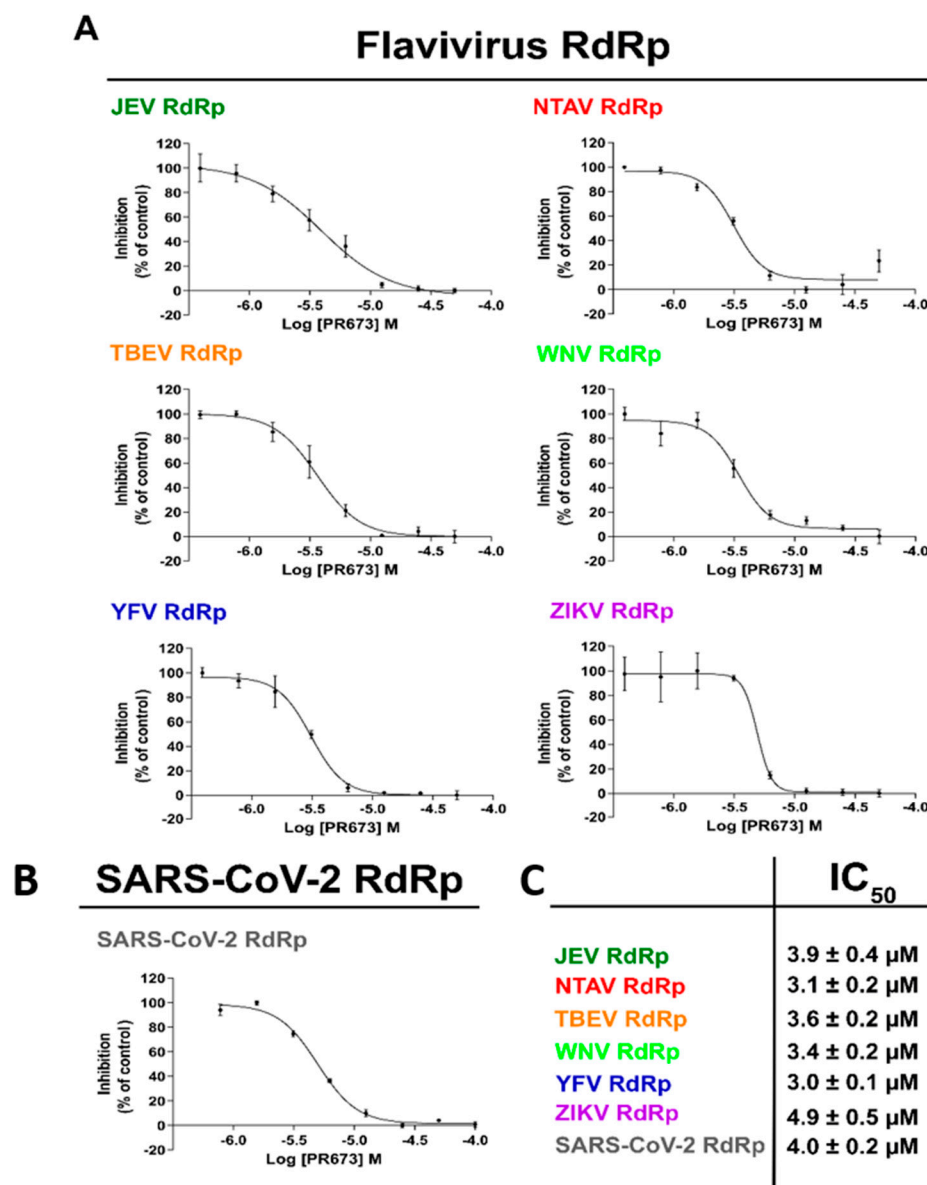 A
Flavivirus RdRp
JEV RdRp
120
100
80
60
40
20
0
-20
Inhibition
(% of control)
-6.0 -5.5 -5.0 -4.5 -4.0
Log [PR673] M
NTAV RdRp
120
100
80
60
40
20
0
-20
Inhibition
(% of control)
-6.0 -5.5 -5.0 -4.5 -4.0
Log [PR673] M
TBEV RdRp
120
100
80
60
40
20
0
-20
Inhibition
(% of control)
-6.0 -5.5 -5.0 -4.5 -4.0
Log [PR673] M
WNV RdRp
120
100
80
60
40
20
0
-20
Inhibition
(% of control)
-6.0 -5.5 -5.0 -4.5 -4.0
Log [PR673] M
YFV RdRp
120
100
80
60
40
20
0
-20
Inhibition
(% of control)
-6.0 -5.5 -5.0 -4.5 -4.0
Log [PR673] M
ZIKV RdRp
120
100
80
60
40
20
0
-20
Inhibition
(% of control)
-6.0 -5.5 -5.0 -4.5 -4.0
Log [PR673] M
B
SARS-CoV-2 RdRp
SARS-CoV-2 RdRp
120
100
80
60
40
20
0
-20
Inhibition
(% of control)
-6.0 -5.5 -5.0 -4.5 -4.0
Log [PR673] M
C
IC50
JEV RdRp 3.9 ± 0.4 µM
NTAV RdRp 3.1 ± 0.2 µM
TBEV RdRp 3.6 ± 0.2 µM
WNV RdRp 3.4 ± 0.2 µM
YFV RdRp 3.0 ± 0.1 µM
ZIKV RdRp 4.9 ± 0.5 µM
SARS-CoV-2 RdRp 4.0 ± 0.2 µM